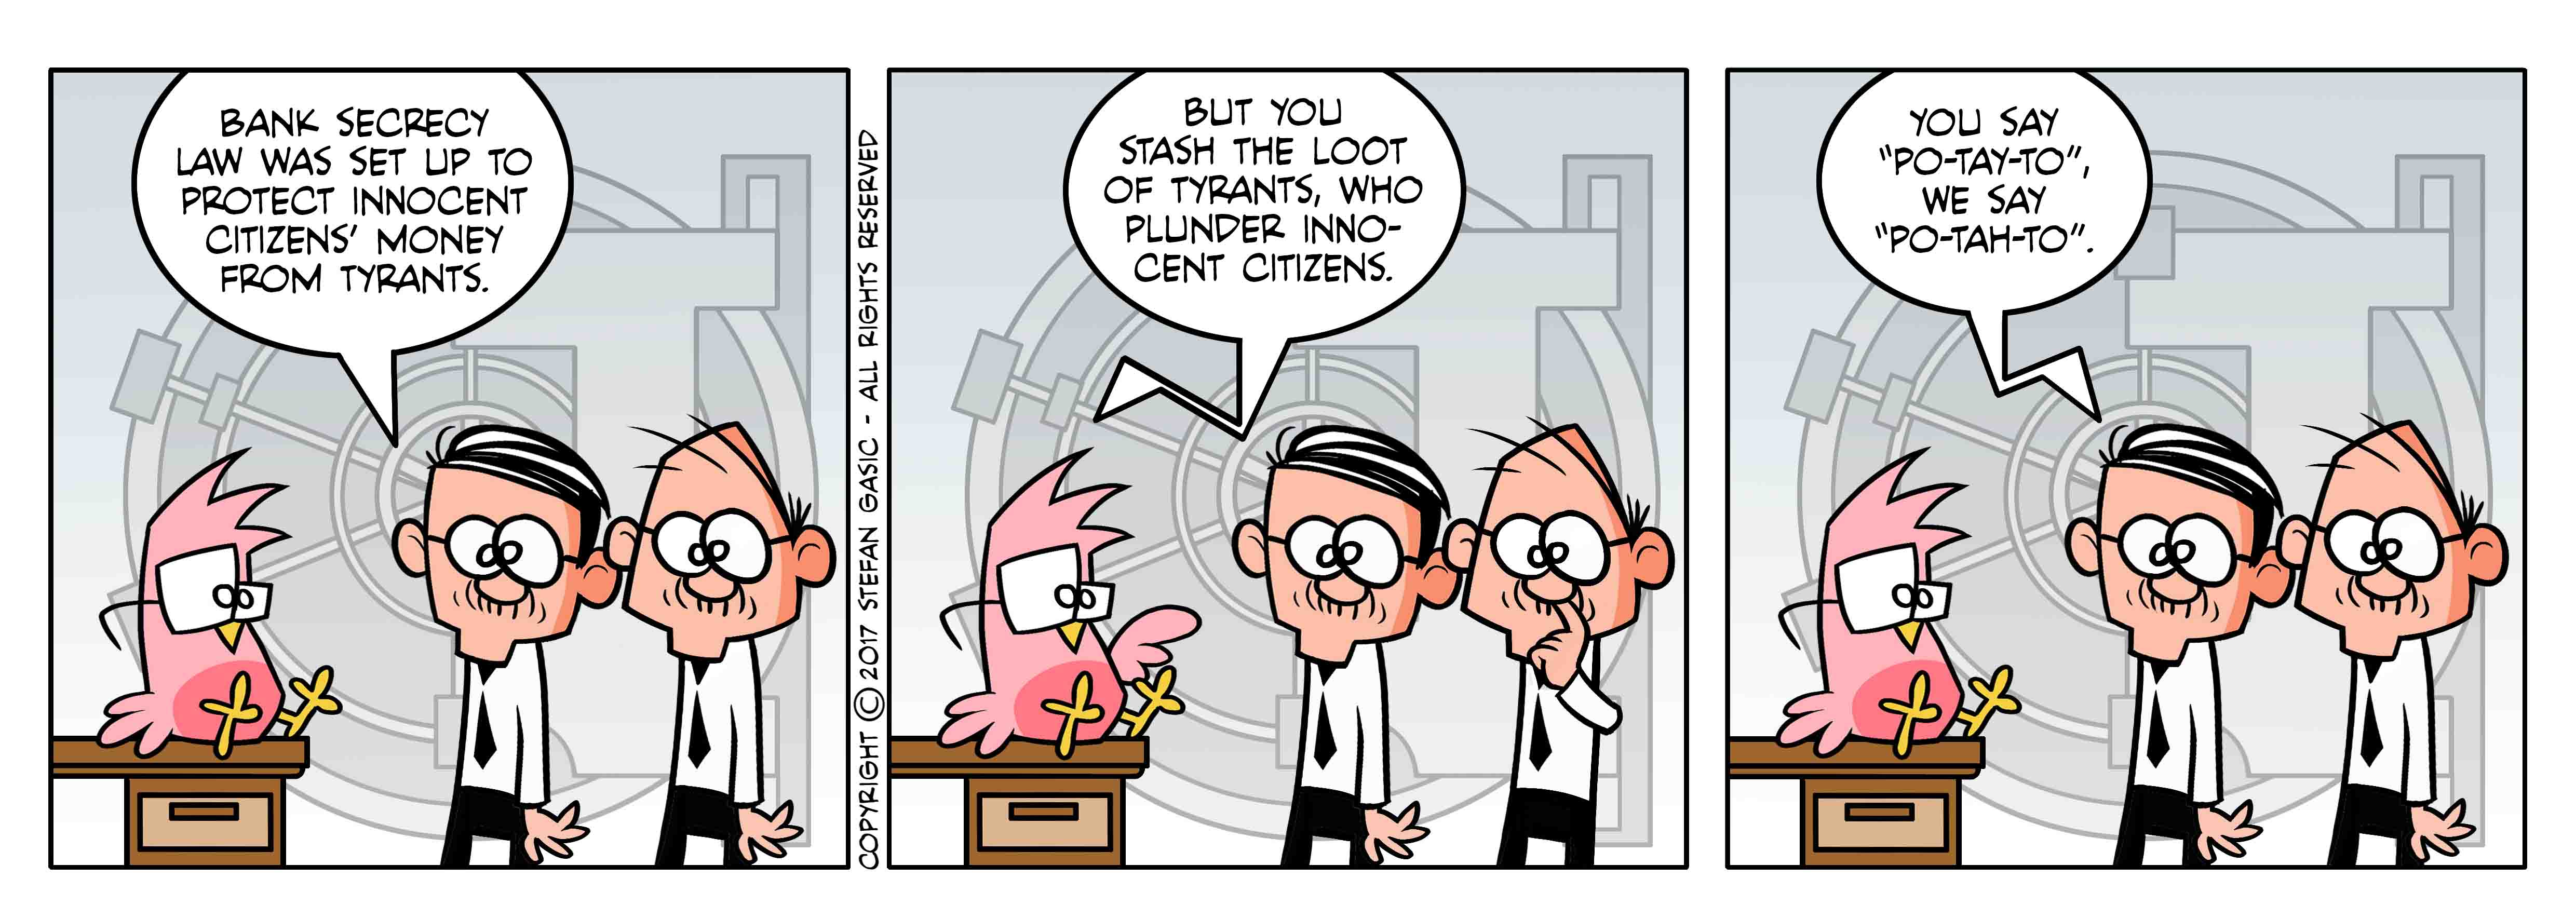 BANK SECRECY
LAW WAS SET UP TO
PROTECT INNOCENT
CITIZENS' MONEY
FROM TYRANTS.
COPYRIGHT © 2017 STEFAN GASIC - ALL RIGHTS RESERVED
BUT YOU
STASH THE LOOT
OF TYRANTS, WHO
PLUNDER INNO-
CENT CITIZENS.
YOU SAY
"PO-TAY-TO",
WE SAY
"PO-TAH-TO".